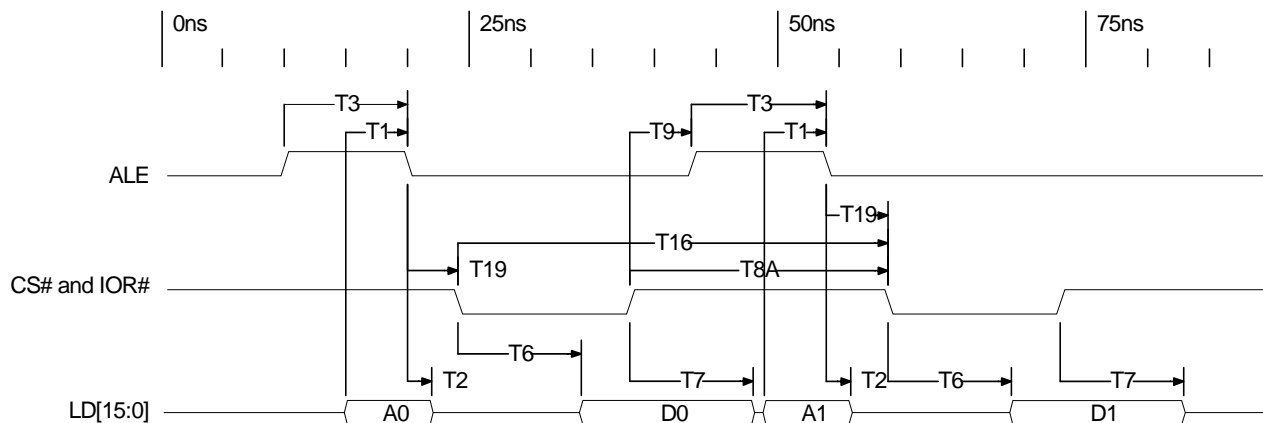 0ns 25ns 50ns 75ns
T3 T3
T1 T9 T1
ALE
T19
T16
T19 T8A
CS# and IOR#
T6
T2 T7 T2 T6 T7
LD[15:0] A0 D0 A1 D1